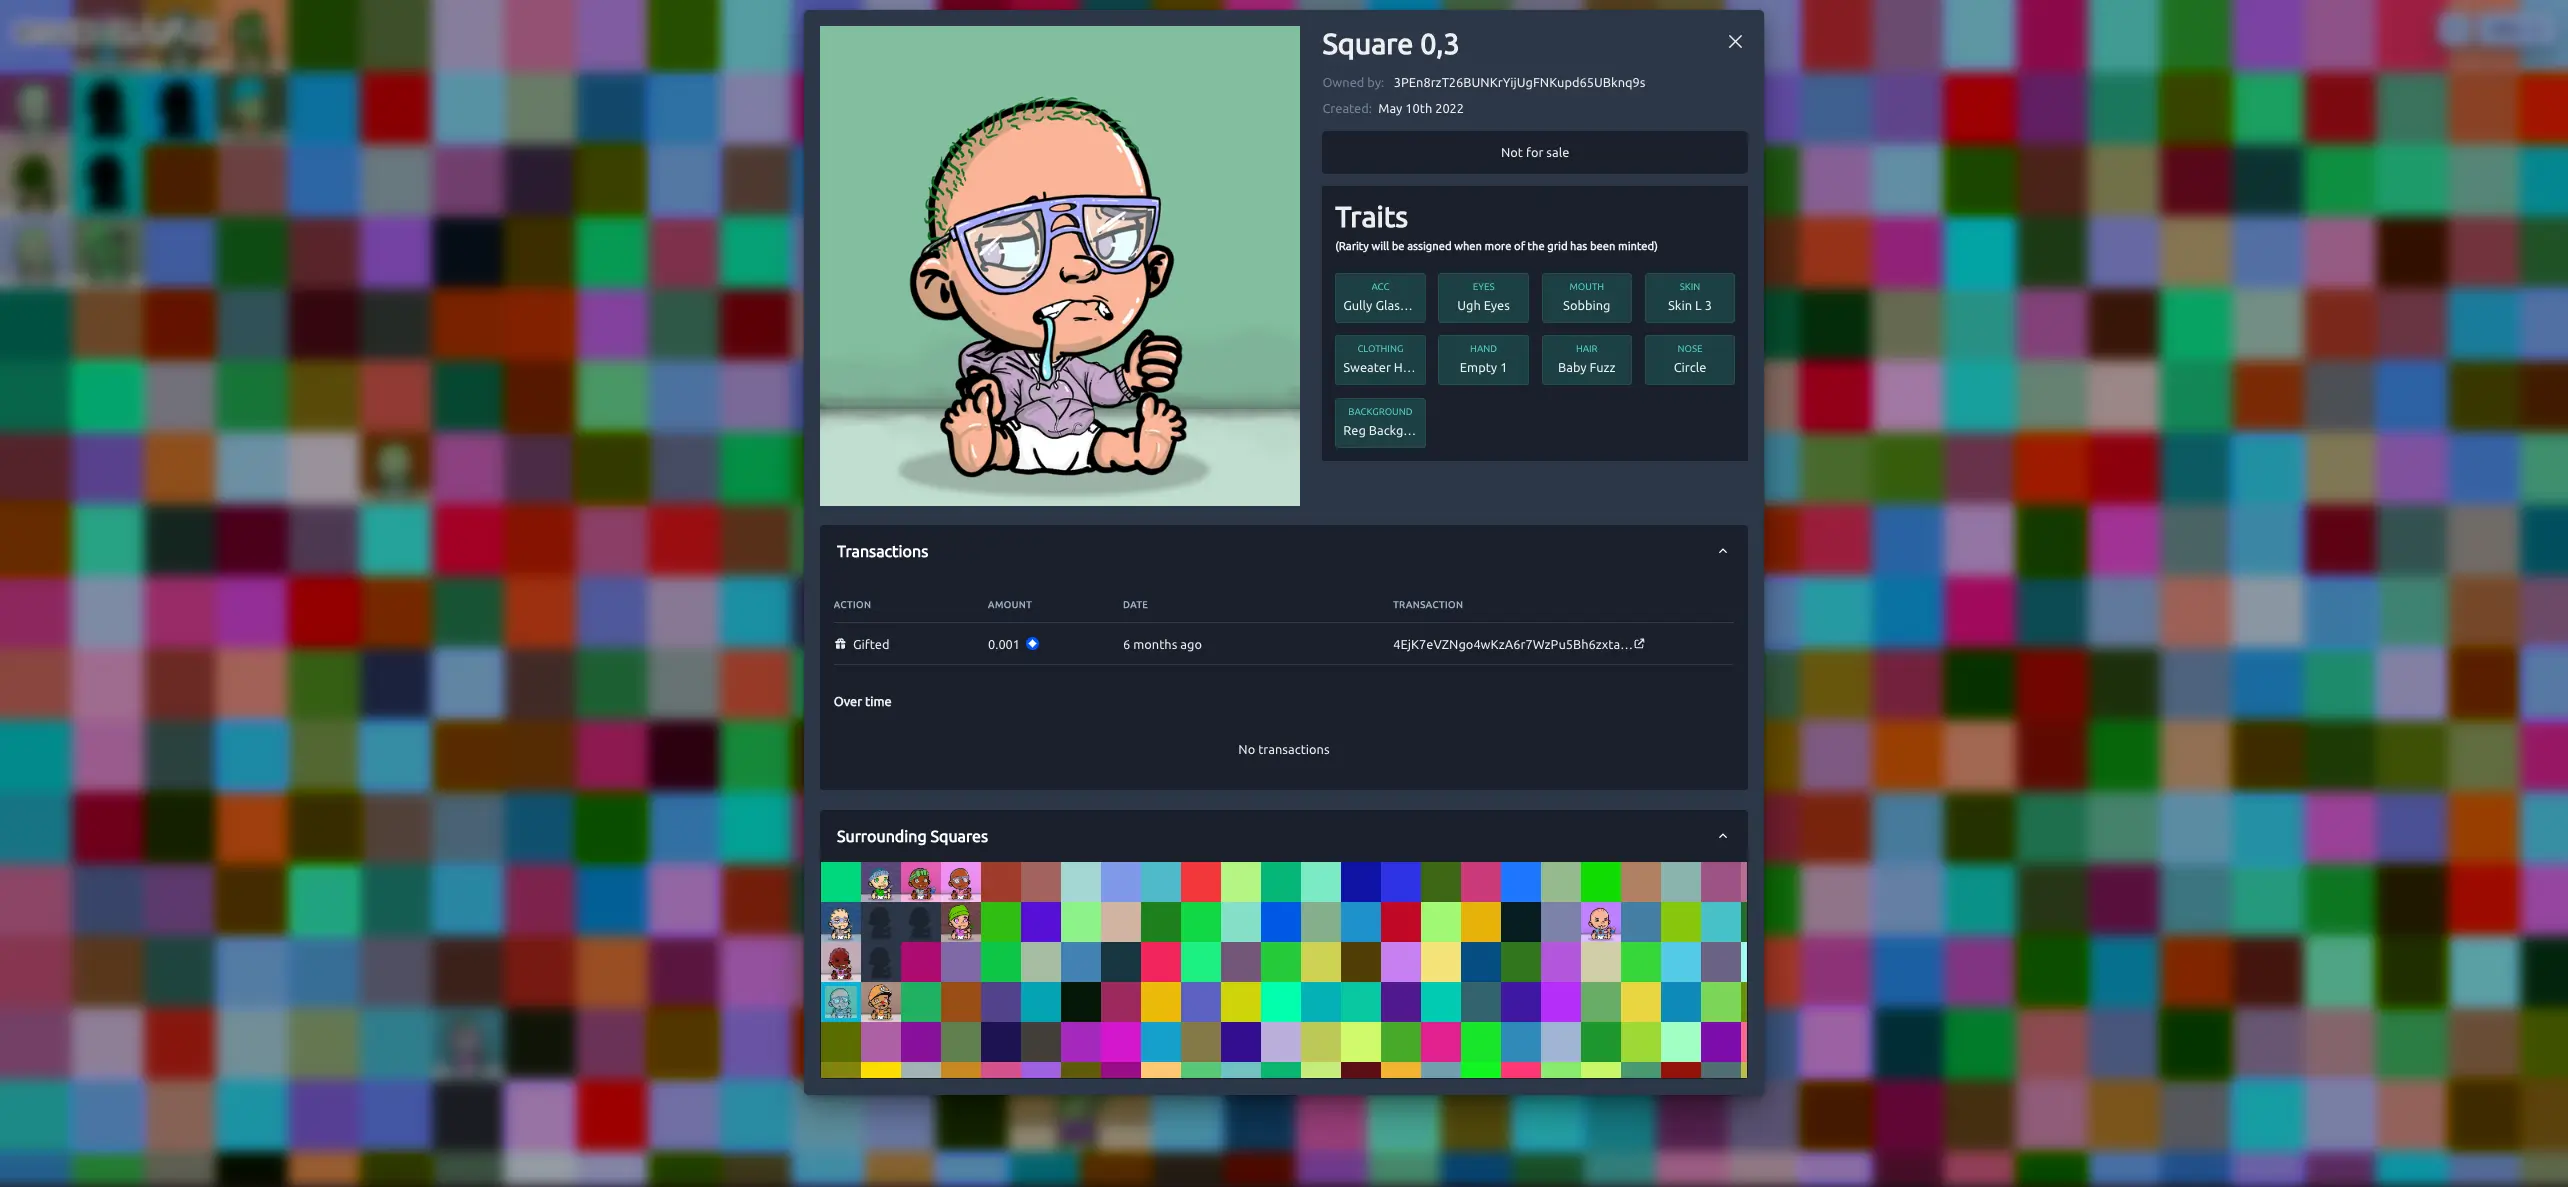 Square 0,3
Owned by: 3PEn8rzT26BUNKrYijUgFNKupd65UBknq9s
Created: May 10th 2022
Not for sale
Traits
(Rarity will be assigned when more of the grid has been minted)
ACC
Gully Glas...
EYES
Ugh Eyes
MOUTH
Sobbing
SKIN
Skin L 3
CLOTHING
Sweater H...
HAND
Empty 1
HAIR
Baby Fuzz
NOSE
Circle
BACKGROUND
Reg Backg...
Transactions
ACTION AMOUNT DATE TRANSACTION
Gifted 0.001 6 months ago 4EjK7eVZNgo4wKzA6r7WzPu5Bh6zxta...
Over time
No transactions
Surrounding Squares